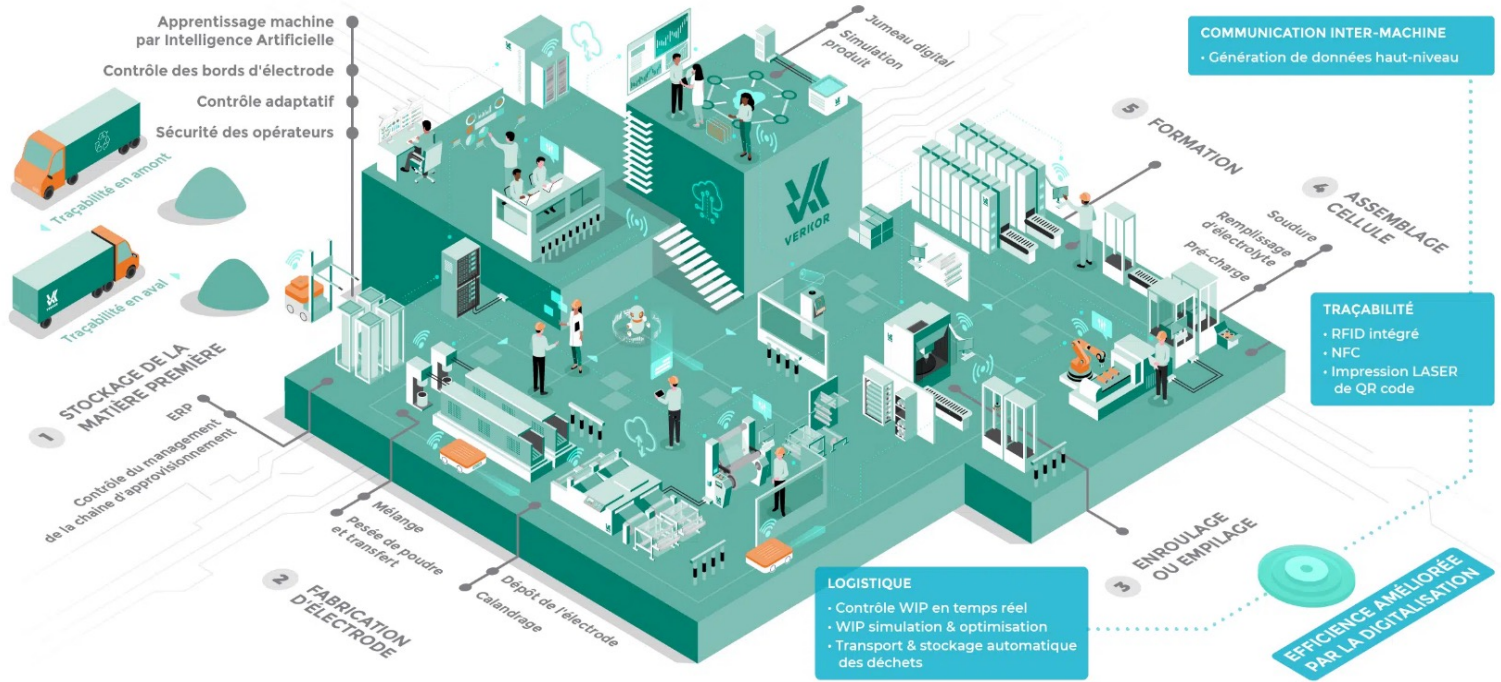 Apprentissage machine
par Intelligence Artificielle
Contrôle des bords d'électrode
Contrôle adaptatif
Sécurité des opérateurs
Jumeau digital
Simulation
produit
COMMUNICATION INTER-MACHINE
• Génération de données haut-niveau
Traçabilité en amont
Traçabilité en aval
VERKOR
VERKOR
5
FORMATION
4
ASSEMBLAGE
CELLULE
Soudure
Remplissage
d'électrolyte
Pré-charge
TRAÇABILITÉ
• RFID intégré
• NFC
• Impression LASER
de QR code
1
STOCKAGE DE LA
MATIÈRE PREMIÈRE
ERP
Contrôle du management
de la chaine d'approvisionnement
Mélange
Pesée de poudre
et transfert
2
FABRICATION
D'ÉLECTRODE
Dépôt de l'électrode
Calandrage
3
ENROULAGE
OU EMPILAGE
LOGISTIQUE
• Contrôle WIP en temps réel
• WIP simulation & optimisation
• Transport & stockage automatique
des déchets
EFFICIENCE AMÉLIORÉE
PAR LA DIGITALISATION